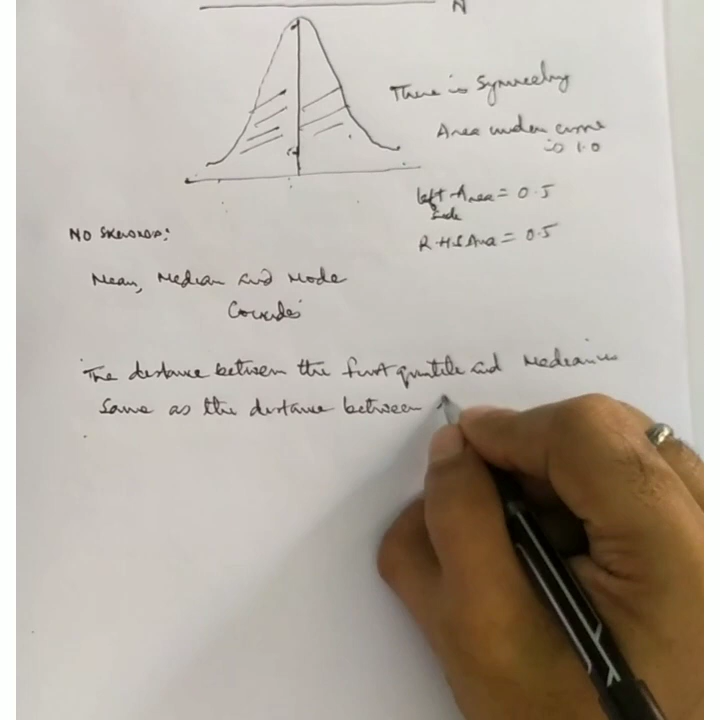 N
There is Symmetry
Area under curve
is 1.0
Left Area = 0.5
Side
R.H.S Area = 0.5
NO SKEWNESS:
Mean, Median and Mode
Coincides
The distance between the first quartile and Median is
Same as the distance between